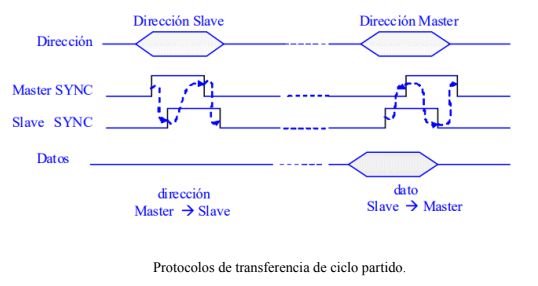 Dirección Slave
Dirección Master
Dirección
Master SYNC
Slave SYNC
Datos
dirección
Master → Slave
dato
Slave → Master
Protocolos de transferencia de ciclo partido.